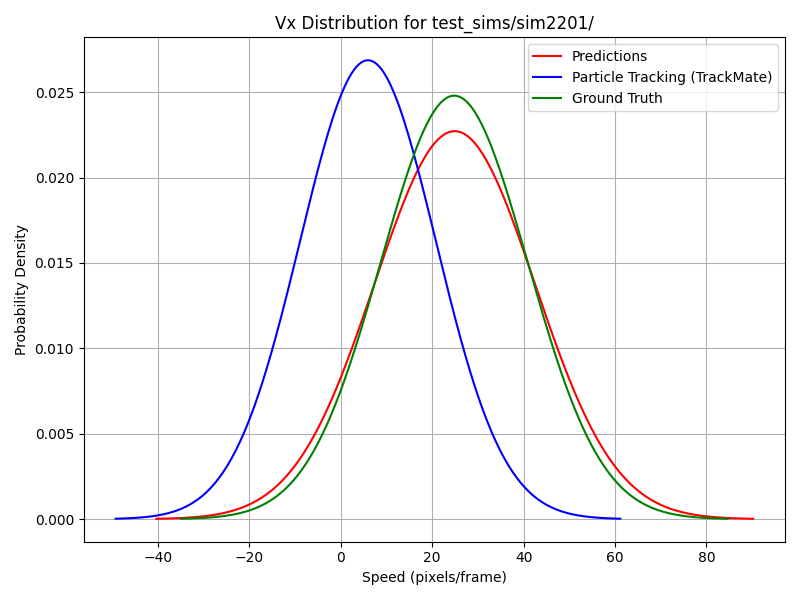 Vx Distribution for test_sims/sim2201/
Predictions
Particle Tracking (TrackMate)
Ground Truth
Probability Density
0.025
0.020
0.015
0.010
0.005
0.000
−40 −20 0 20 40 60 80
Speed (pixels/frame)